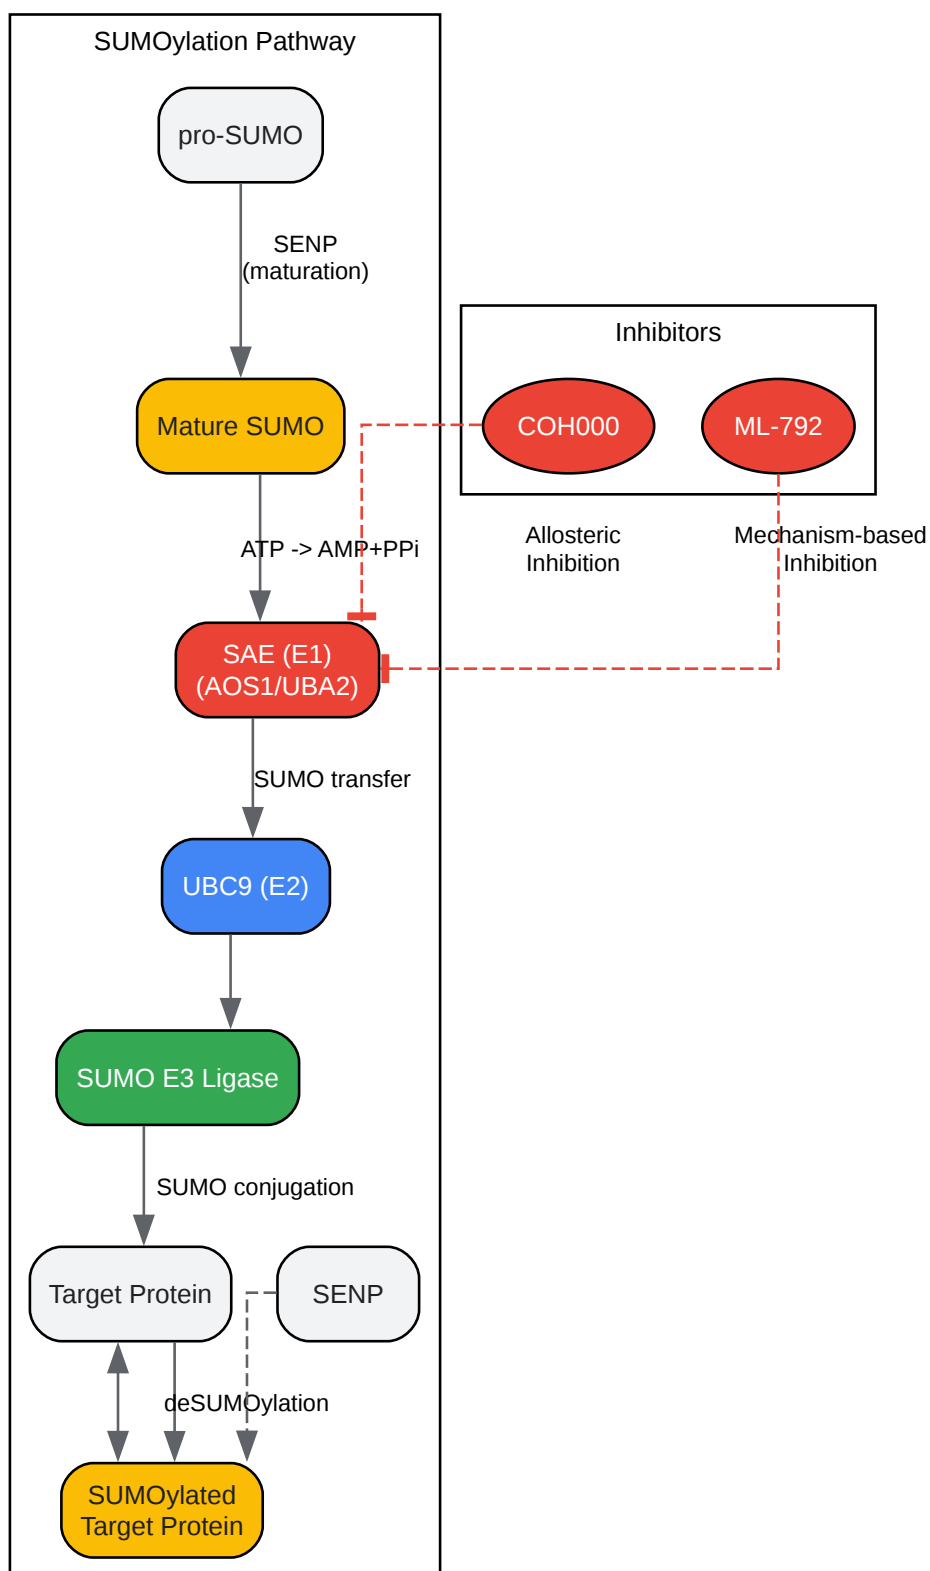 SUMOylation Pathway
pro-SUMO
SENP
(maturation)
Inhibitors
Mature SUMO
COH000
ML-792
ATP -> AMP+PPi
Allosteric
Inhibition
Mechanism-based
Inhibition
SAE (E1)
(AOS1/UBA2)
SUMO transfer
UBC9 (E2)
SUMO E3 Ligase
SUMO conjugation
Target Protein
SENP
deSUMOylation
SUMOylated
Target Protein